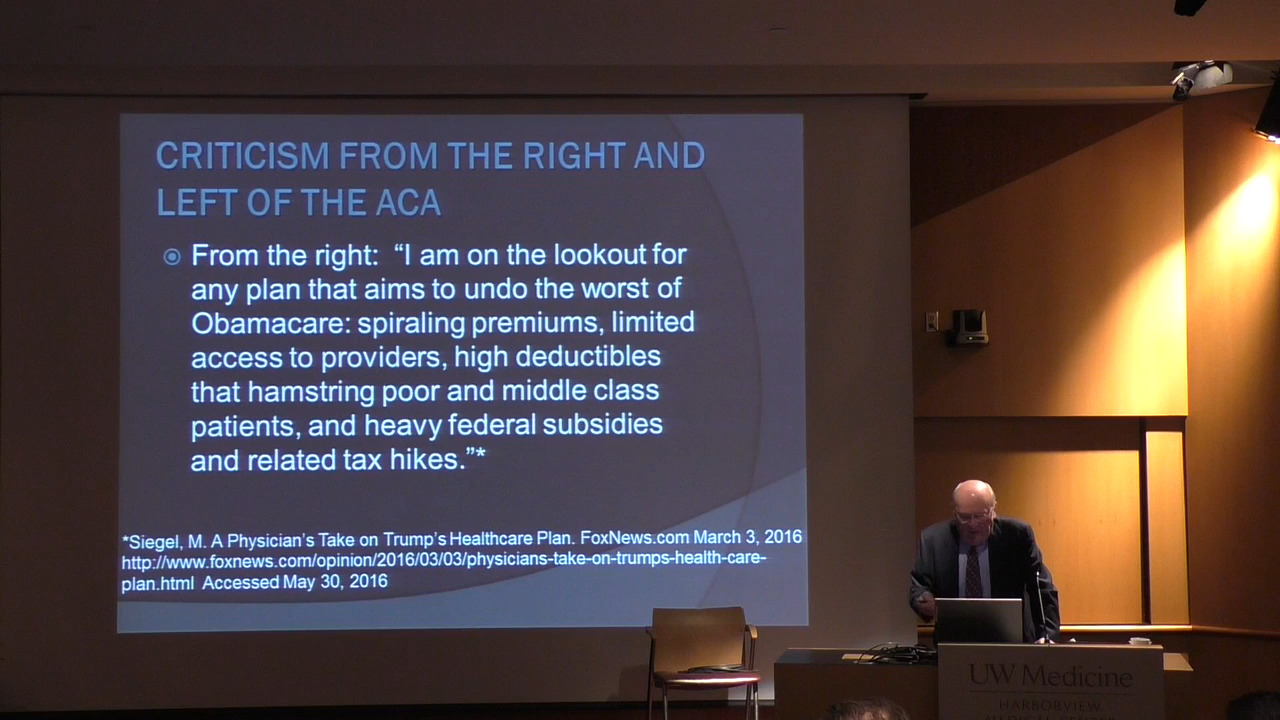 CRITICISM FROM THE RIGHT AND
LEFT OF THE ACA
From the right: “I am on the lookout for
any plan that aims to undo the worst of
Obamacare: spiraling premiums, limited
access to providers, high deductibles
that hamstring poor and middle class
patients, and heavy federal subsidies
and related tax hikes.”*
*Siegel, M. A Physician’s Take on Trump’s Healthcare Plan. FoxNews.com March 3, 2016
http://www.foxnews.com/opinion/2016/03/03/physicians-take-on-trumps-health-care-
plan.html Accessed May 30, 2016
UW Medicine
HARBORVIEW